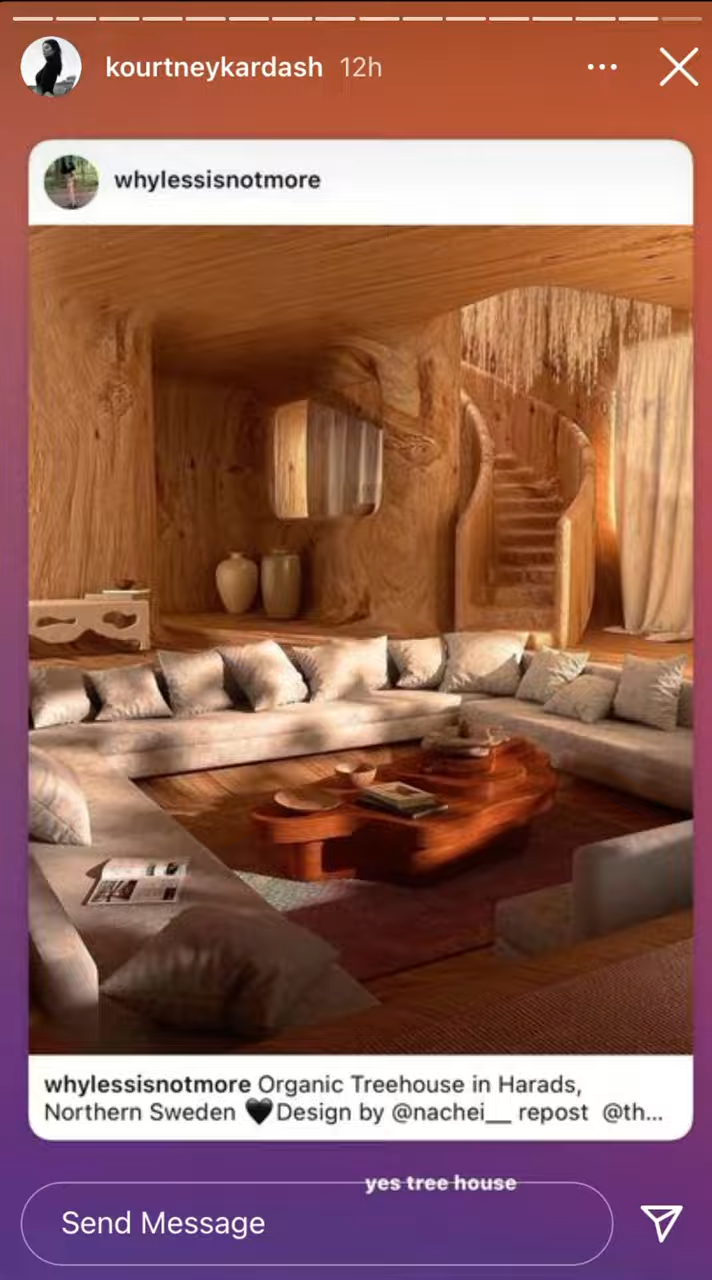 kourtneykardash 12h
whylessisnotmore
whylessisnotmore Organic Treehouse in Harads,
Northern Sweden 🖤Design by @nachei__ repost @th...
yes tree house
Send Message